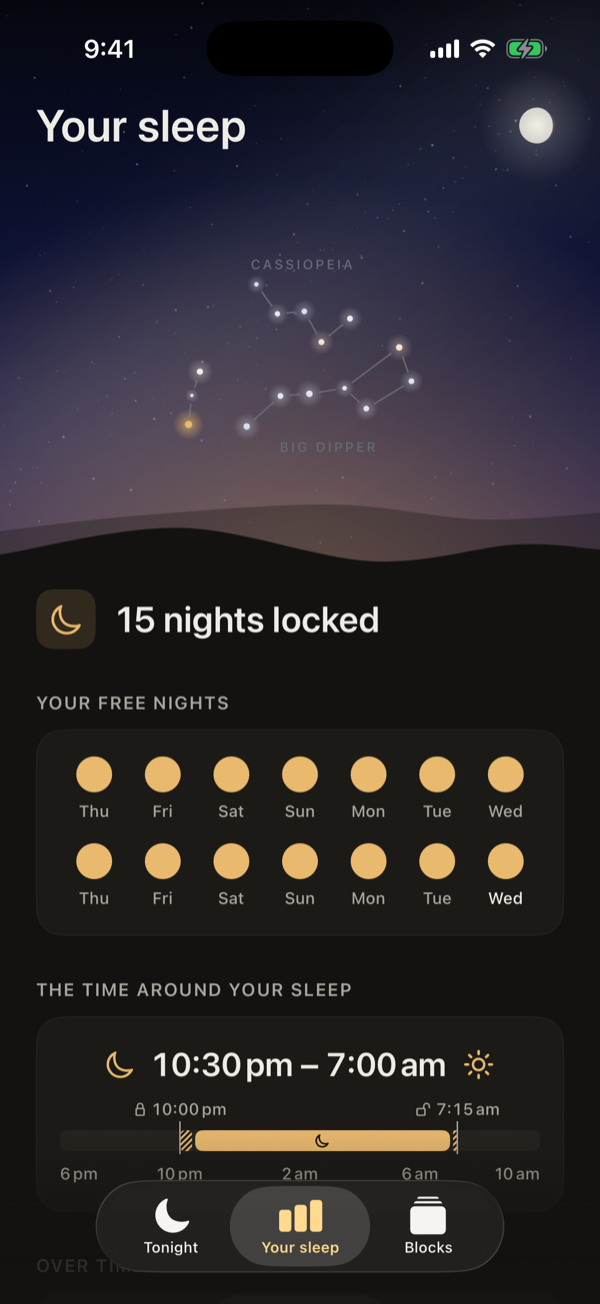 9:41
Your sleep
CASSIOPEIA
BIG DIPPER
15 nights locked
YOUR FREE NIGHTS
Thu Fri Sat Sun Mon Tue Wed
Thu Fri Sat Sun Mon Tue Wed
THE TIME AROUND YOUR SLEEP
10:30 pm – 7:00 am
10:00 pm 7:15 am
6 pm 10 pm 2 am 6 am 10 am
Tonight Your sleep Blocks
OVER